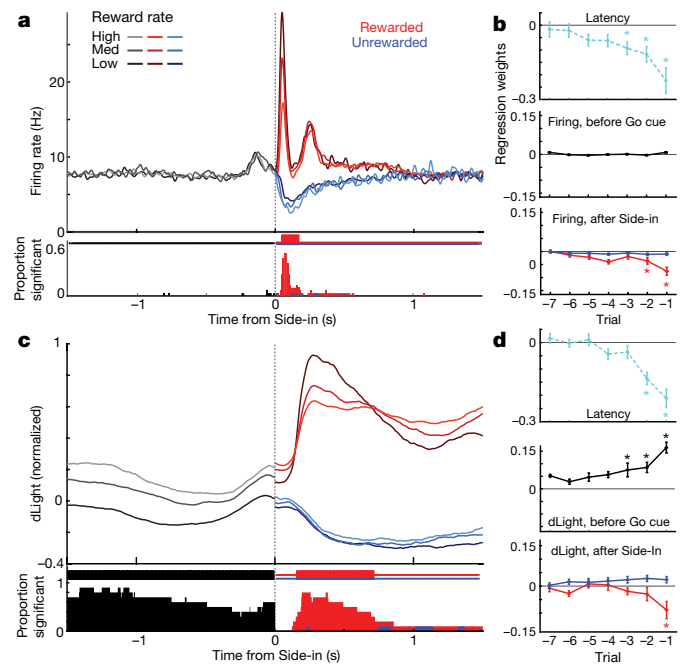 a
Reward rate
High
Med
Low
Rewarded
Unrewarded
Firing rate (Hz)
20
10
0
Proportion significant
0.6
0
−1
0
1
Time from Side-in (s)
b
Regression weights
0
−0.3
Latency
0.15
0
−0.15
Firing, before Go cue
0.15
0
−0.15
Firing, after Side-in
−7 −6 −5 −4 −3 −2 −1
Trial
* * *
* *
c
dLight (normalized)
1
0
−0.4
Proportion significant
1
0
−1
0
1
Time from Side-in (s)
d
0
−0.3
Latency
* *
0.15
0
−0.15
dLight, before Go cue
* * *
0.15
0
−0.15
dLight, after Side-In
*
−7 −6 −5 −4 −3 −2 −1
Trial